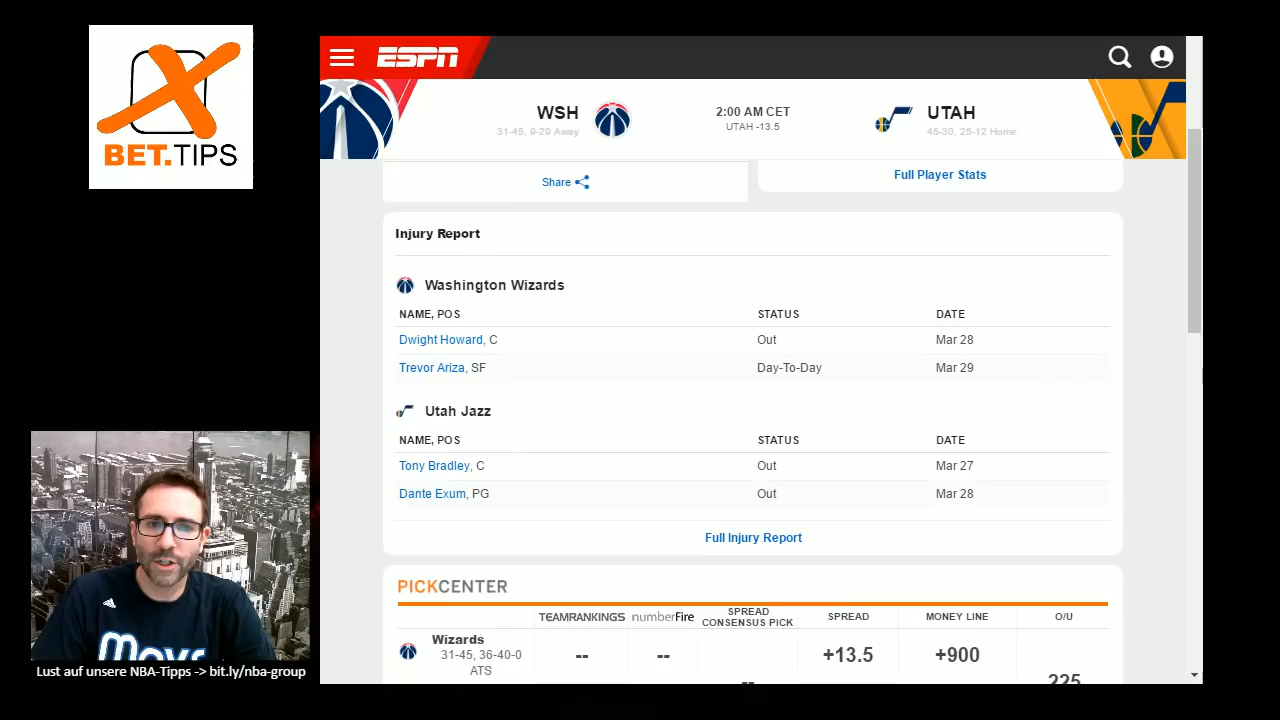 BET.TIPS
ESPN
WSH
31-45, 9-29 Away
2:00 AM CET
UTAH -13.5
UTAH
45-30, 25-12 Home
Share
Full Player Stats
Injury Report
Washington Wizards
NAME, POS STATUS DATE
Dwight Howard, C Out Mar 28
Trevor Ariza, SF Day-To-Day Mar 29
Utah Jazz
NAME, POS STATUS DATE
Tony Bradley, C Out Mar 27
Dante Exum, PG Out Mar 28
Full Injury Report
PICKCENTER
TEAMRANKINGS numberFire SPREAD CONSENSUS PICK SPREAD MONEY LINE O/U
Wizards
31-45, 36-40-0
ATS
-- -- +13.5 +900
--
225
Lust auf unsere NBA-Tipps -> bit.ly/nba-group